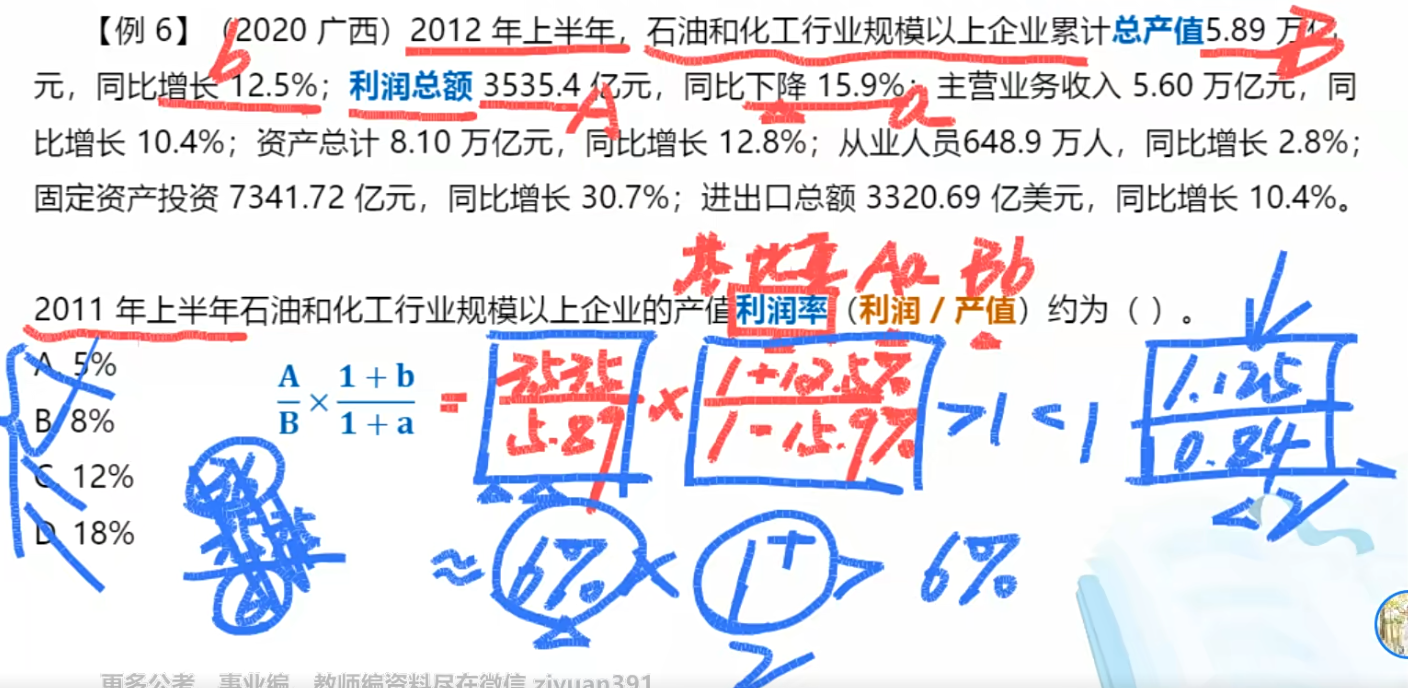 【例 6】（2020 广西）2012 年上半年，石油和化工行业规模以上企业累计总产值5.89 万亿
元，同比增长 12.5%；利润总额 3535.4 亿元，同比下降 15.9%；主营业务收入 5.60 万亿元，同
比增长 10.4%；资产总计 8.10 万亿元，同比增长 12.8%；从业人员648.9 万人，同比增长 2.8%；
固定资产投资 7341.72 亿元，同比增长 30.7%；进出口总额 3320.69 亿美元，同比增长 10.4%。
b
B
A
a
基比重 Aa Bb
2011 年上半年石油和化工行业规模以上企业的产值利润率（利润 / 产值）约为（ ）。
A. 5%
B. 8%
C. 12%
D. 18%
A/B × 1+b/1+a = 3535/5.89 × 1+12.5%/1-15.9% >1 <1
1.125/0.84
<2
≈ 6% × 1⁺ > 6%
2
更多公考、事业编、教师编资料尽在微信 ziyuan391